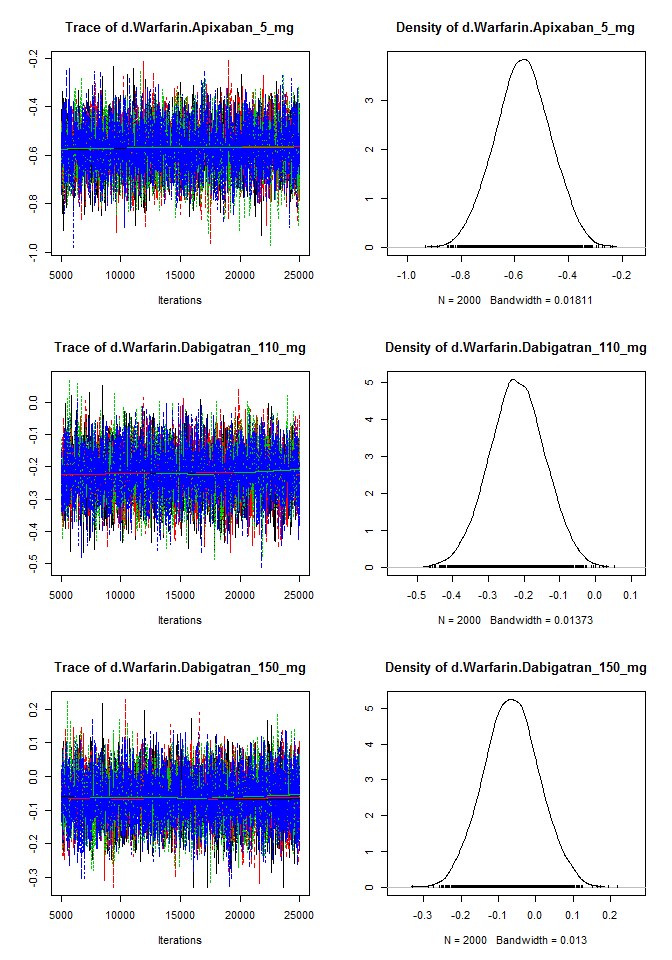 Trace of d.Warfarin.Apixaban_5_mg
-0.2
-0.4
-0.6
-0.8
-1.0
5000 10000 15000 20000 25000
Iterations
Density of d.Warfarin.Apixaban_5_mg
3
2
1
0
-1.0 -0.8 -0.6 -0.4 -0.2
N = 2000 Bandwidth = 0.01811
Trace of d.Warfarin.Dabigatran_110_mg
0.0
-0.1
-0.2
-0.3
-0.4
-0.5
5000 10000 15000 20000 25000
Iterations
Density of d.Warfarin.Dabigatran_110_mg
5
4
3
2
1
0
-0.5 -0.4 -0.3 -0.2 -0.1 0.0 0.1
N = 2000 Bandwidth = 0.01373
Trace of d.Warfarin.Dabigatran_150_mg
0.2
0.1
0.0
-0.1
-0.2
-0.3
5000 10000 15000 20000 25000
Iterations
Density of d.Warfarin.Dabigatran_150_mg
5
4
3
2
1
0
-0.3 -0.2 -0.1 0.0 0.1 0.2
N = 2000 Bandwidth = 0.013